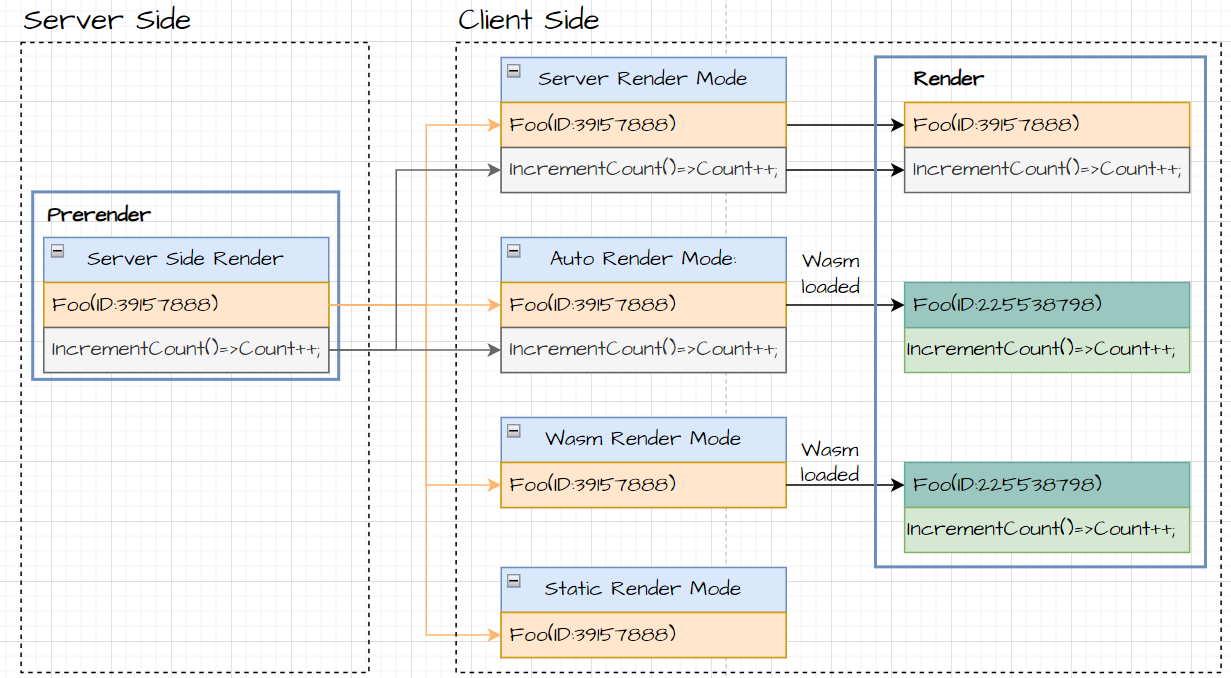 Server Side
Client Side
Prerender
Server Side Render
Foo(ID:39157888)
IncrementCount()=>Count++;
Server Render Mode
Foo(ID:39157888)
IncrementCount()=>Count++;
Auto Render Mode:
Foo(ID:39157888)
IncrementCount()=>Count++;
Wasm
loaded
Wasm Render Mode
Foo(ID:39157888)
Wasm
loaded
Static Render Mode
Foo(ID:39157888)
Render
Foo(ID:39157888)
IncrementCount()=>Count++;
Foo(ID:225538798)
IncrementCount()=>Count++;
Foo(ID:225538798)
IncrementCount()=>Count++;